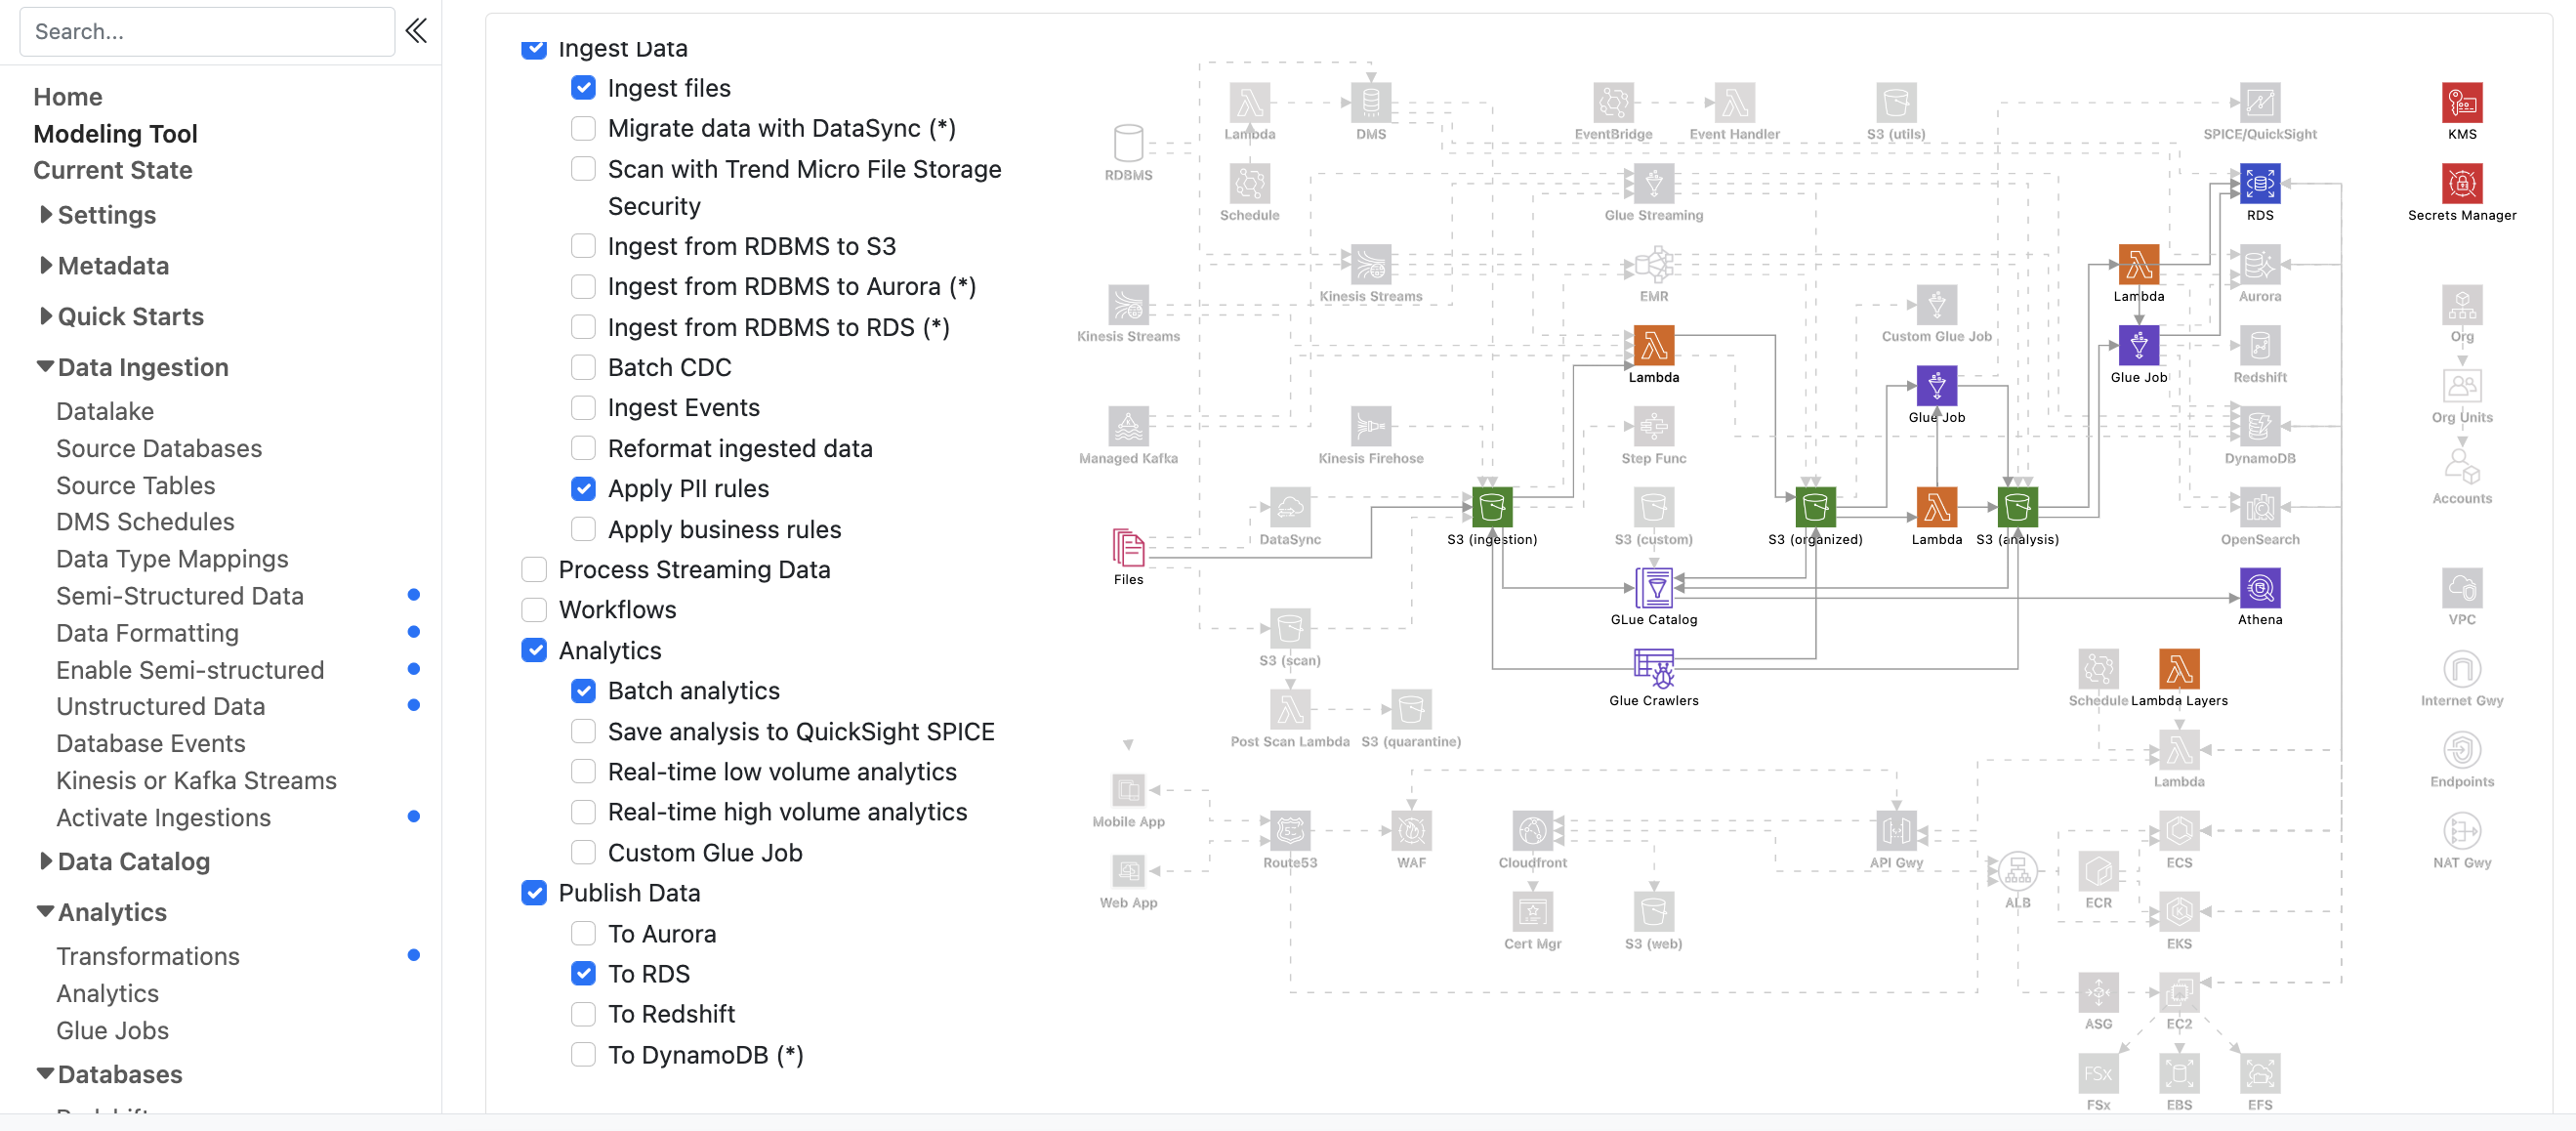 Search...
Home
Modeling Tool
Current State
Settings
Metadata
Quick Starts
Data Ingestion
Datalake
Source Databases
Source Tables
DMS Schedules
Data Type Mappings
Semi-Structured Data
Data Formatting
Enable Semi-structured
Unstructured Data
Database Events
Kinesis or Kafka Streams
Activate Ingestions
Data Catalog
Analytics
Transformations
Analytics
Glue Jobs
Databases
Ingest Data
Ingest files
Migrate data with DataSync (*)
Scan with Trend Micro File Storage
Security
Ingest from RDBMS to S3
Ingest from RDBMS to Aurora (*)
Ingest from RDBMS to RDS (*)
Batch CDC
Ingest Events
Reformat ingested data
Apply PII rules
Apply business rules
Process Streaming Data
Workflows
Analytics
Batch analytics
Save analysis to QuickSight SPICE
Real-time low volume analytics
Real-time high volume analytics
Custom Glue Job
Publish Data
To Aurora
To RDS
To Redshift
To DynamoDB (*)
Lambda
DMS
EventBridge
Event Handler
S3 (utils)
SPICE/QuickSight
KMS
RDBMS
Schedule
Glue Streaming
RDS
Secrets Manager
Kinesis Streams
EMR
Lambda
Aurora
Kinesis Streams
Custom Glue Job
Org
Lambda
Glue Job
Redshift
Glue Job
Org Units
Managed Kafka
Kinesis Firehose
Step Func
DynamoDB
Accounts
DataSync
S3 (ingestion)
S3 (custom)
S3 (organized)
Lambda
S3 (analysis)
OpenSearch
Files
GLue Catalog
Athena
VPC
S3 (scan)
Glue Crawlers
Schedule
Lambda Layers
Internet Gwy
Post Scan Lambda
S3 (quarantine)
Lambda
Endpoints
Mobile App
Route53
WAF
Cloudfront
API Gwy
ECS
NAT Gwy
Web App
ALB
ECR
Cert Mgr
S3 (web)
EKS
ASG
EC2
FSx
FSx
EBS
EFS